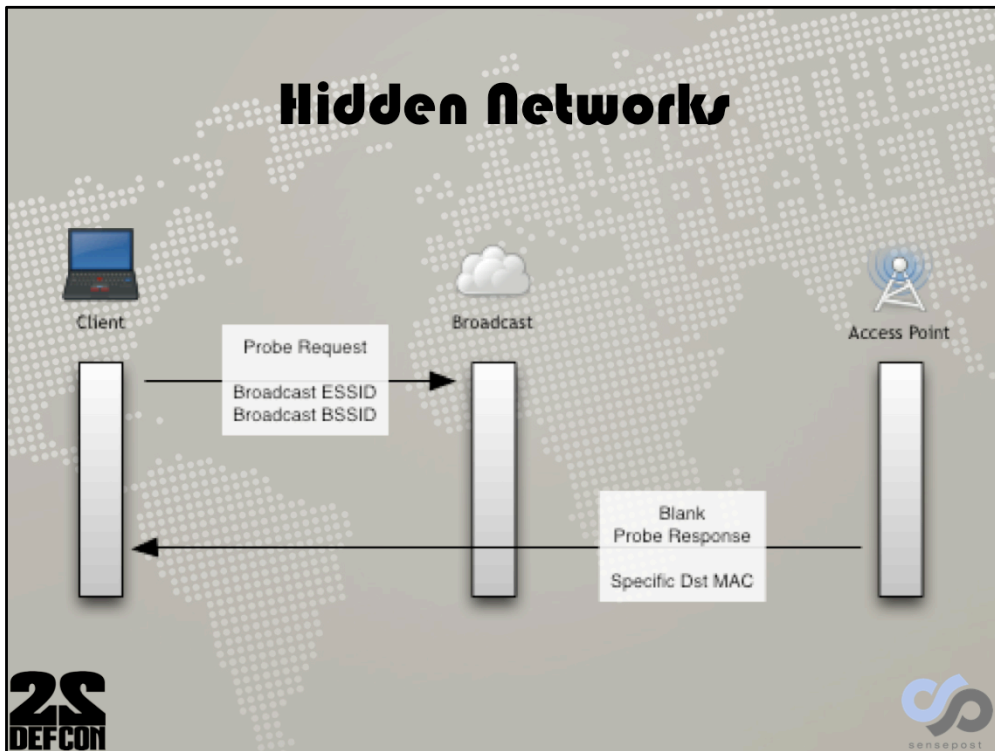 Hidden Networks
Client
Broadcast
Access Point
Probe Request
Broadcast ESSID
Broadcast BSSID
Blank
Probe Response
Specific Dst MAC
2S
DEFCON
sensepost